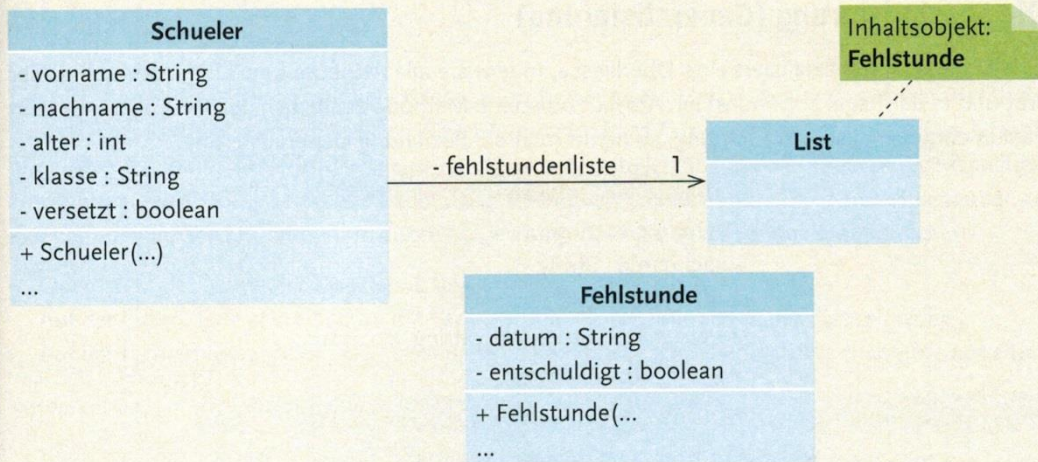 Schueler
- vorname : String
- nachname : String
- alter : int
- klasse : String
- versetzt : boolean
+ Schueler(...)
...
- fehlstundenliste 1
Inhaltsobjekt:
Fehlstunde
List
Fehlstunde
- datum : String
- entschuldigt : boolean
+ Fehlstunde(...
...